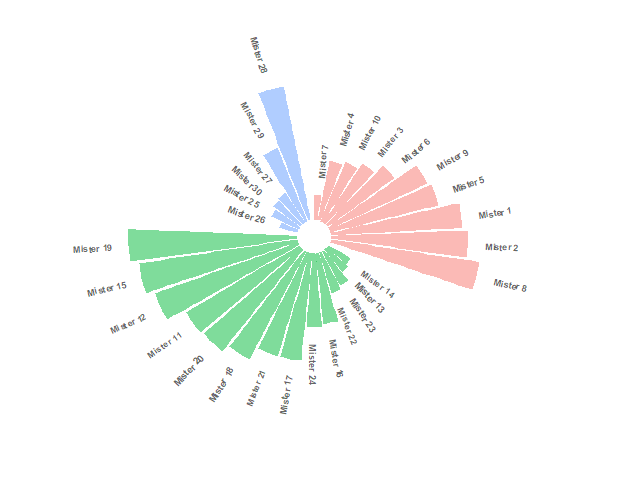 Mister 28
Mister 29
Mister 27
Mister 30
Mister 25
Mister 26
Mister 7
Mister 4
Mister 10
Mister 3
Mister 6
Mister 9
Mister 5
Mister 1
Mister 2
Mister 8
Mister 14
Mister 13
Mister 23
Mister 22
Mister 16
Mister 24
Mister 17
Mister 21
Mister 18
Mister 20
Mister 11
Mister 12
Mister 15
Mister 19